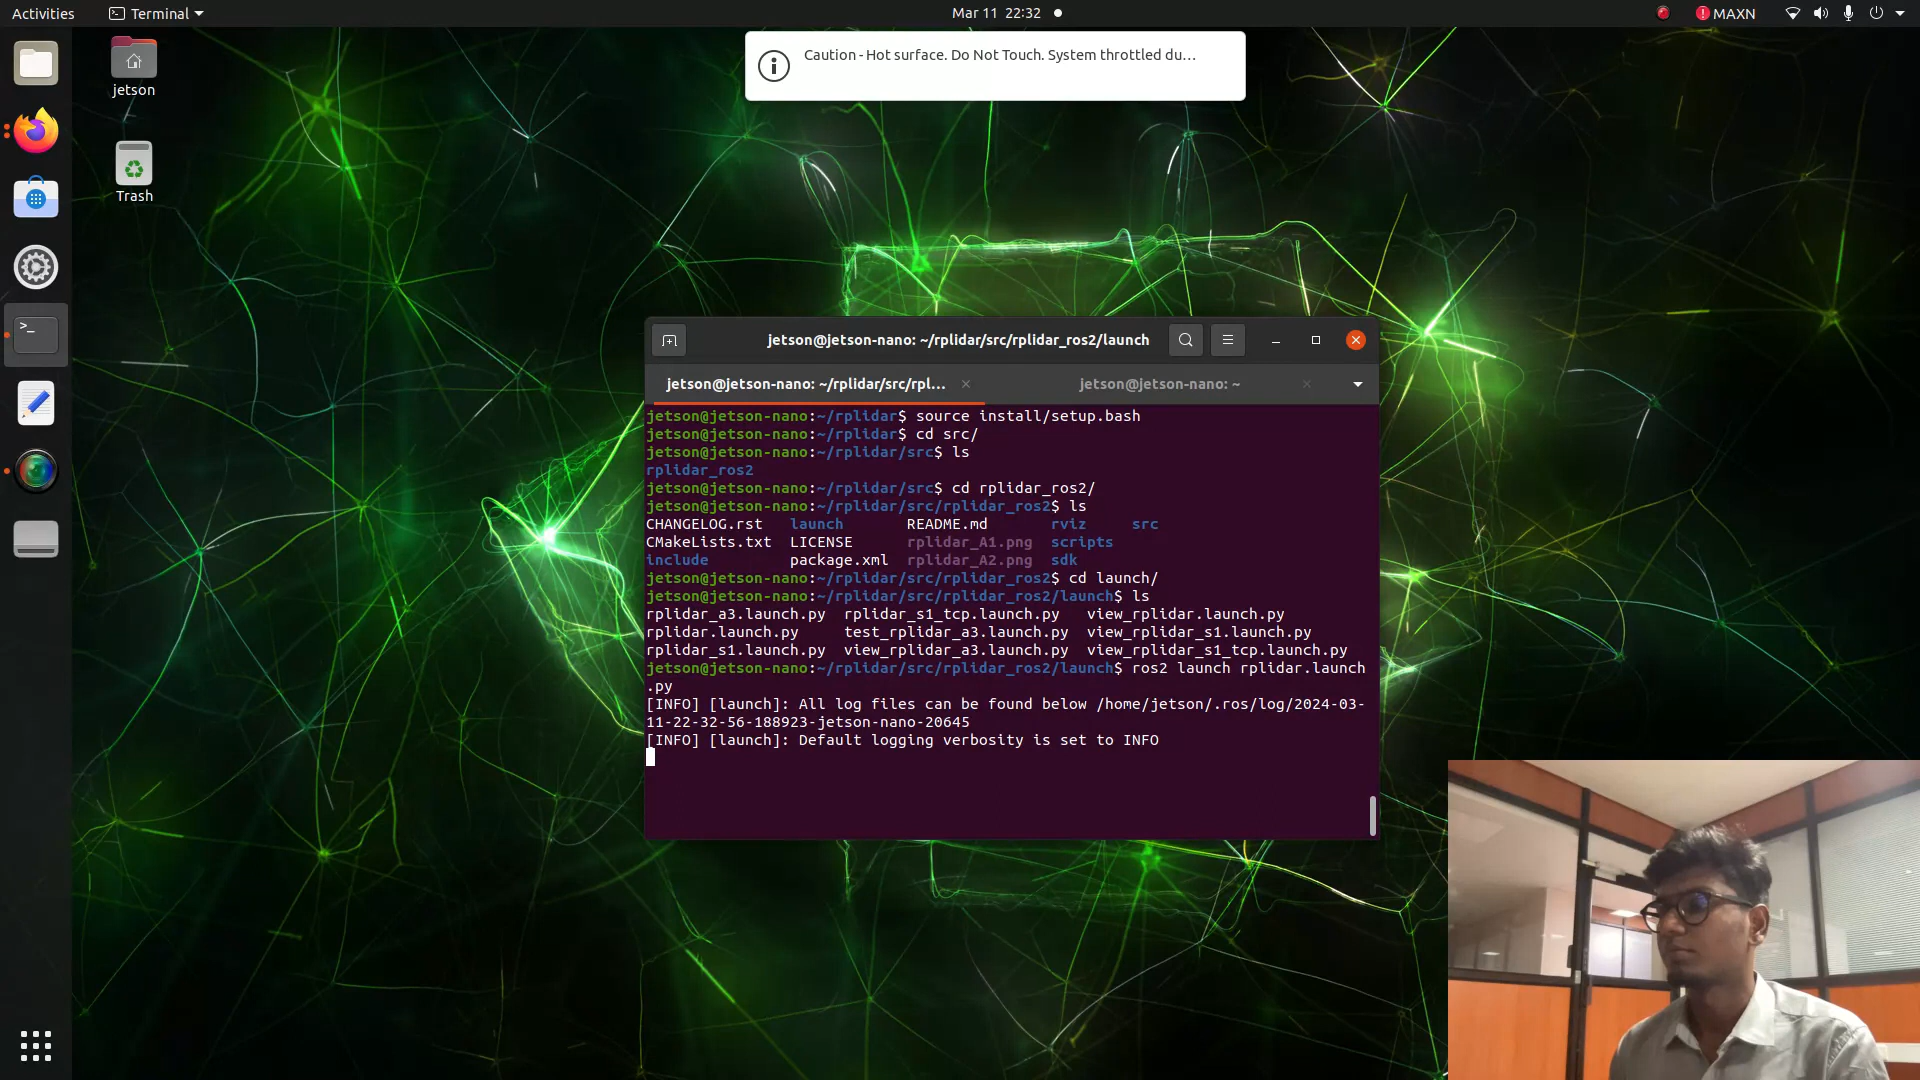 Activities
Terminal
Mar 11 22:32
MAXN
jetson
Trash
Caution - Hot surface. Do Not Touch. System throttled du…
jetson@jetson-nano: ~/rplidar/src/rplidar_ros2/launch
jetson@jetson-nano: ~/rplidar/src/rpl…
jetson@jetson-nano: ~
jetson@jetson-nano:~/rplidar$ source install/setup.bash
jetson@jetson-nano:~/rplidar$ cd src/
jetson@jetson-nano:~/rplidar/src$ ls
rplidar_ros2
jetson@jetson-nano:~/rplidar/src$ cd rplidar_ros2/
jetson@jetson-nano:~/rplidar/src/rplidar_ros2$ ls
CHANGELOG.rst launch README.md rviz src
CMakeLists.txt LICENSE rplidar_A1.png scripts
include package.xml rplidar_A2.png sdk
jetson@jetson-nano:~/rplidar/src/rplidar_ros2$ cd launch/
jetson@jetson-nano:~/rplidar/src/rplidar_ros2/launch$ ls
rplidar_a3.launch.py rplidar_s1_tcp.launch.py view_rplidar.launch.py
rplidar.launch.py test_rplidar_a3.launch.py view_rplidar_s1.launch.py
rplidar_s1.launch.py view_rplidar_a3.launch.py view_rplidar_s1_tcp.launch.py
jetson@jetson-nano:~/rplidar/src/rplidar_ros2/launch$ ros2 launch rplidar.launch
.py
[INFO] [launch]: All log files can be found below /home/jetson/.ros/log/2024-03-
11-22-32-56-188923-jetson-nano-20645
[INFO] [launch]: Default logging verbosity is set to INFO